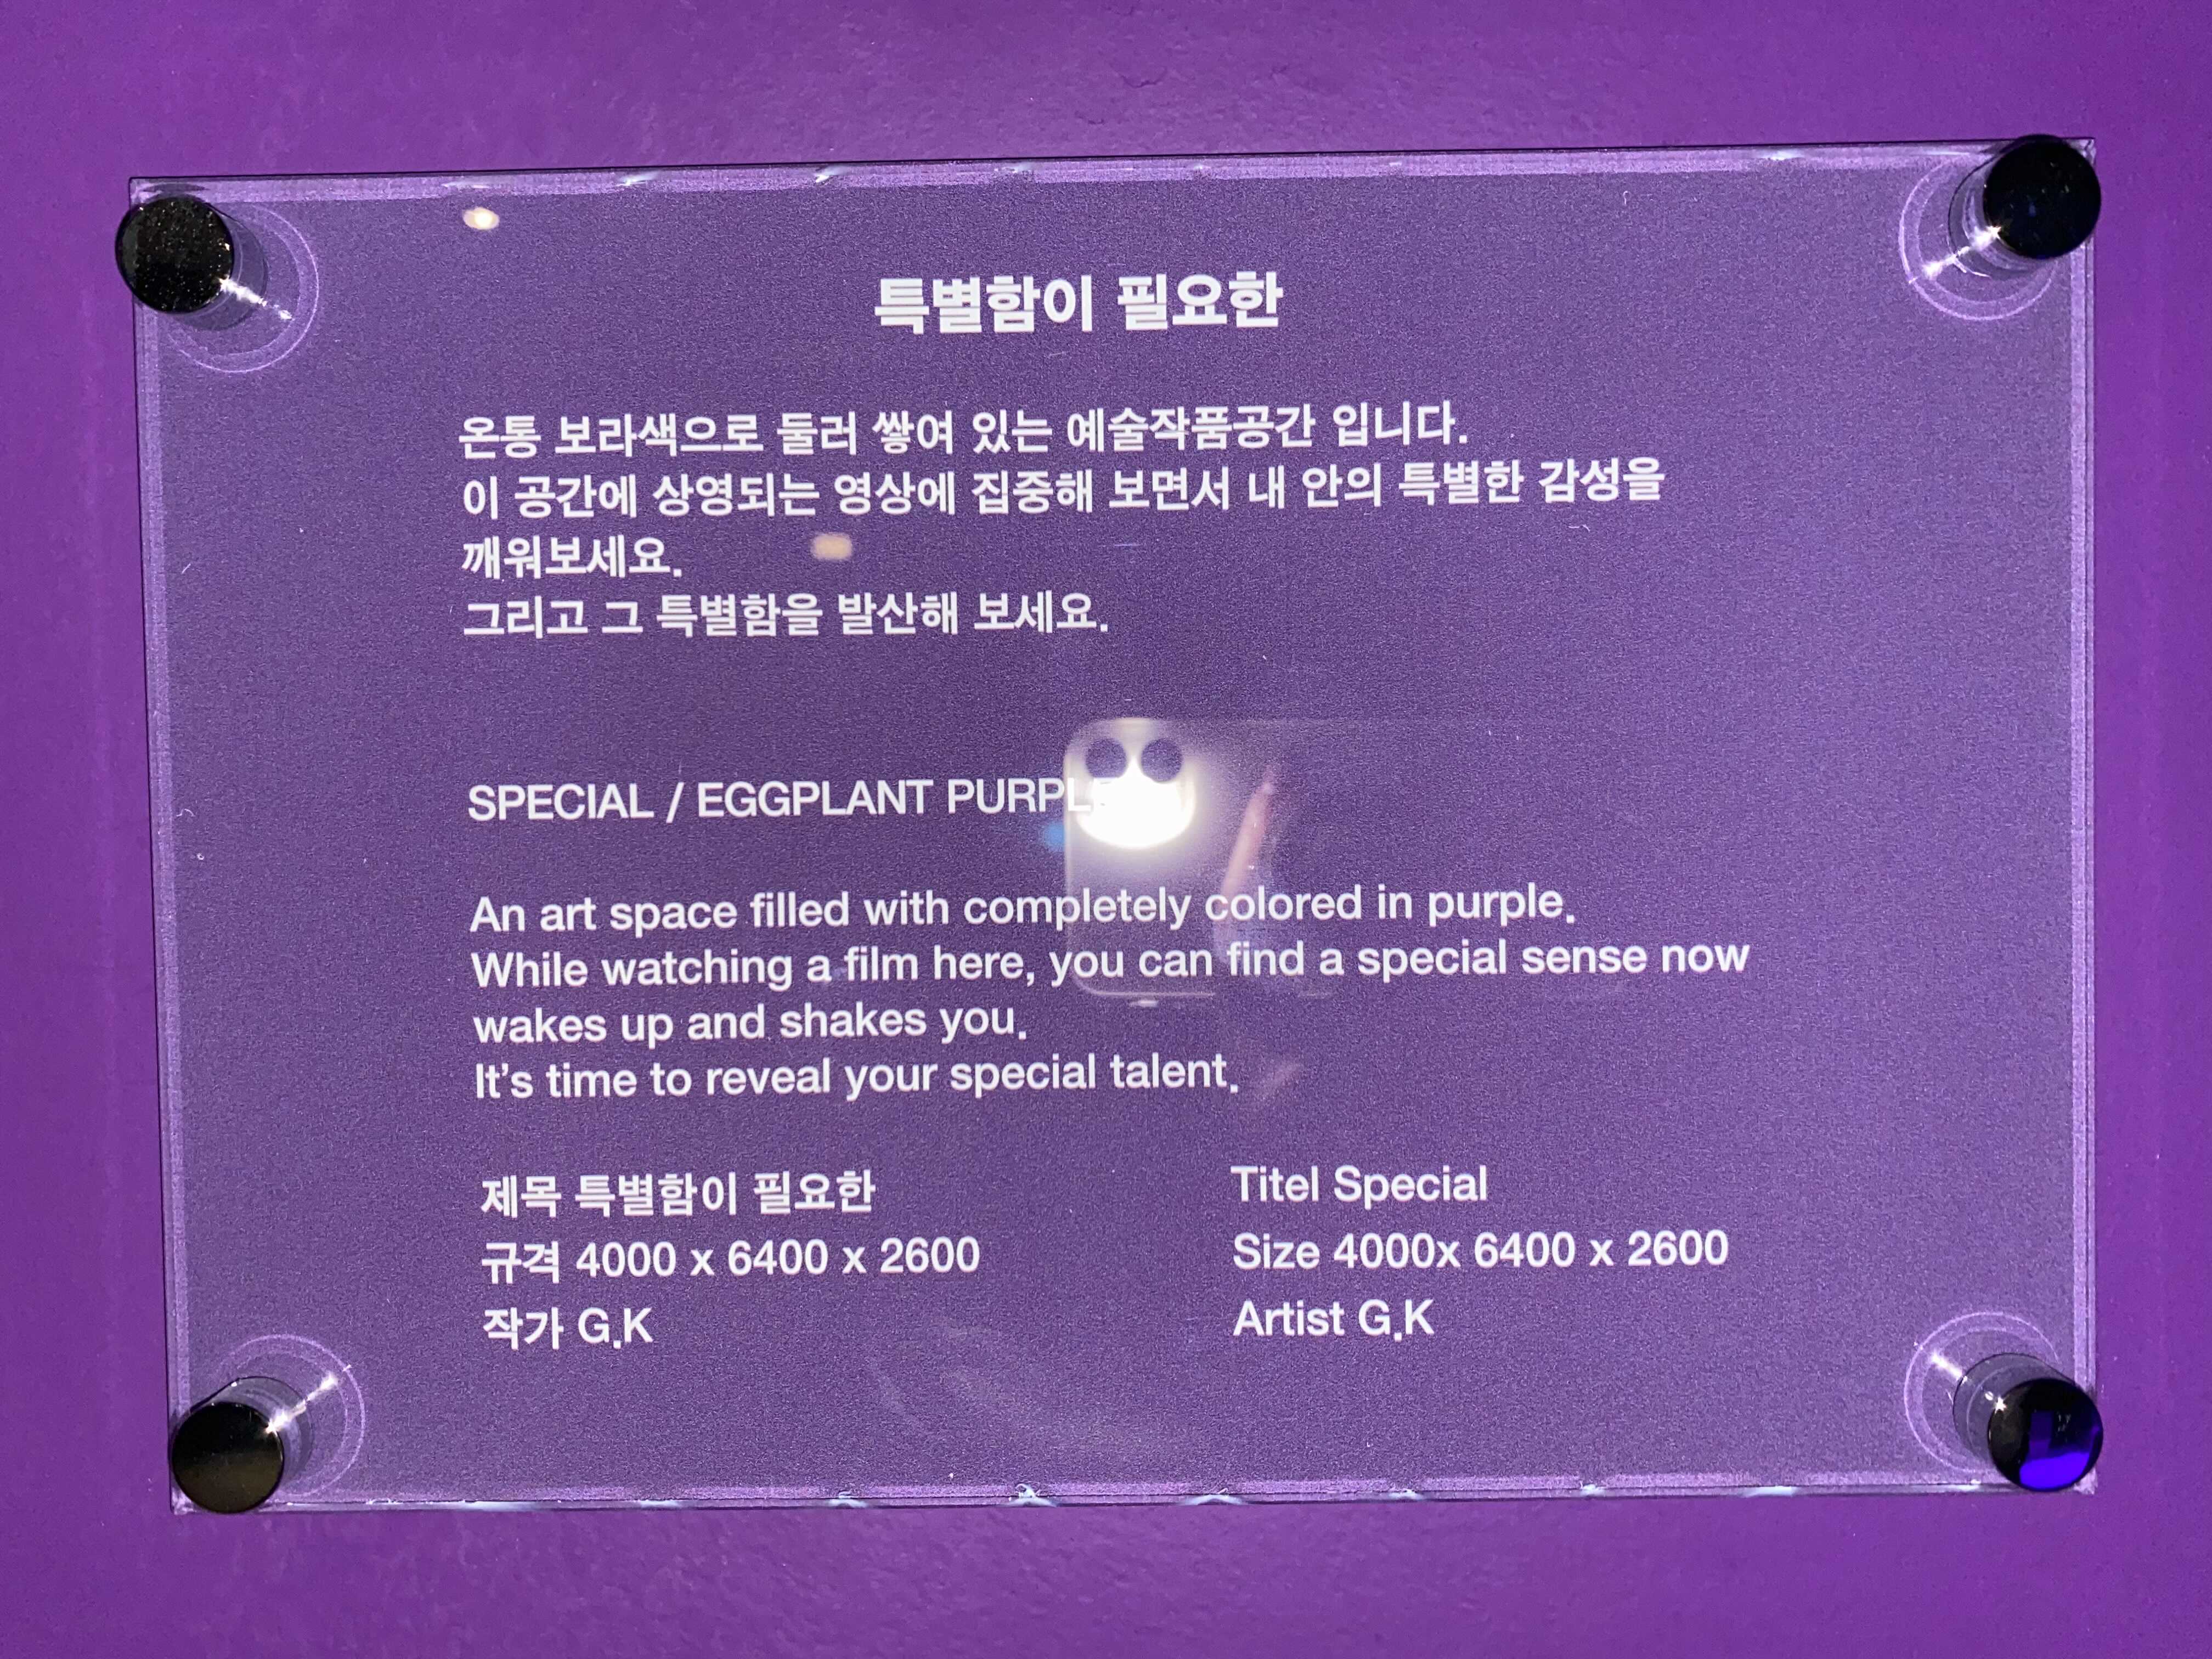 특별함이 필요한
온통 보라색으로 둘러 쌓여 있는 예술작품공간 입니다.
이 공간에 상영되는 영상에 집중해 보면서 내 안의 특별한 감성을
깨워보세요.
그리고 그 특별함을 발산해 보세요.
SPECIAL / EGGPLANT PURPLE
An art space filled with completely colored in purple.
While watching a film here, you can find a special sense now
wakes up and shakes you.
It's time to reveal your special talent.
제목 특별함이 필요한
규격 4000 x 6400 x 2600
작가 G.K
Titel Special
Size 4000x 6400 x 2600
Artist G.K